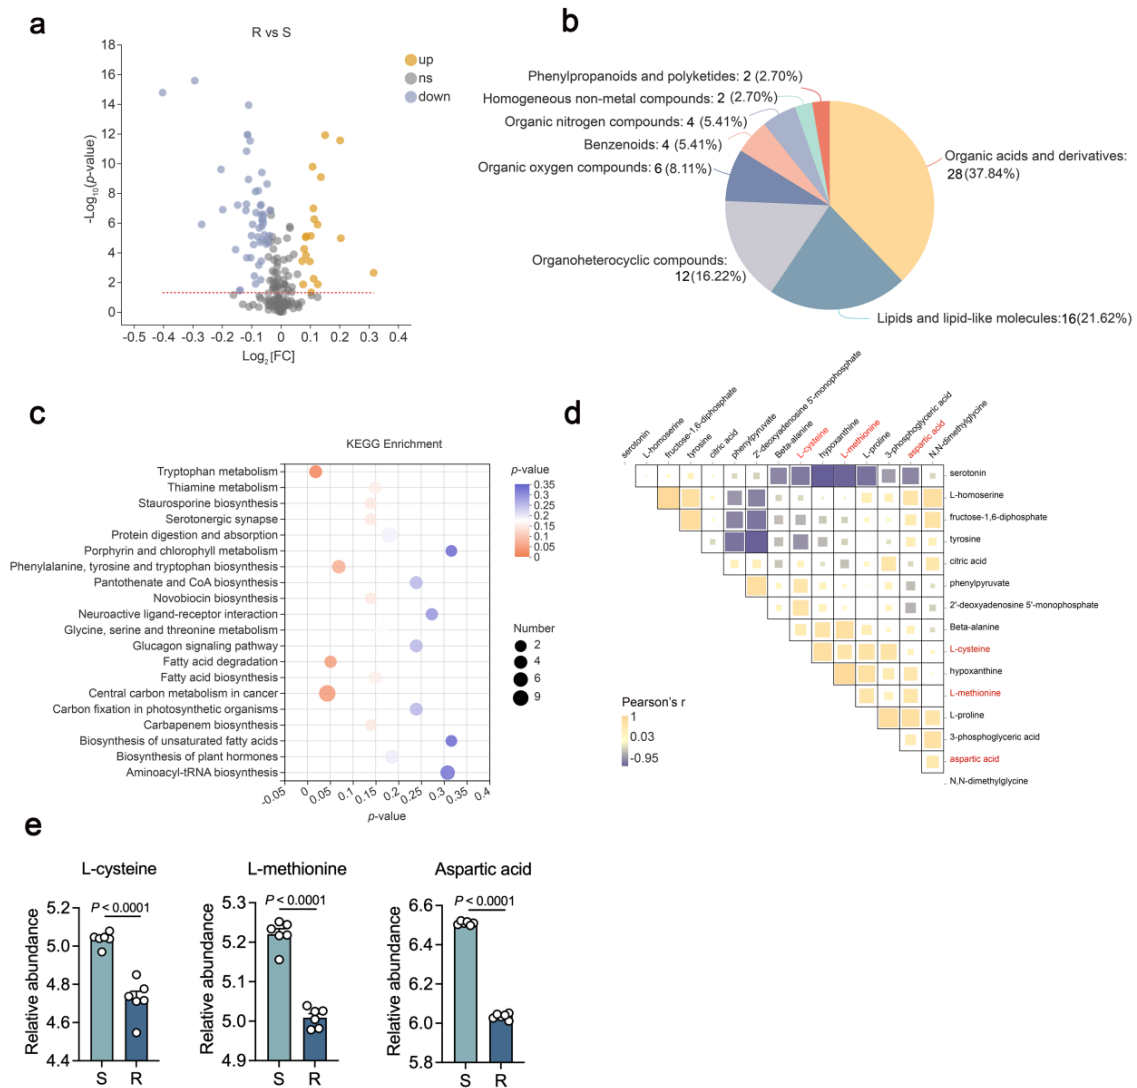 a
R vs S
up
ns
down
-Log10(p-value)
18
16
14
12
10
8
6
4
2
0
-0.5 -0.4 -0.3 -0.2 -0.1 0 0.1 0.2 0.3 0.4
Log2 [FC]
b
Phenylpropanoids and polyketides: 2 (2.70%)
Homogeneous non-metal compounds: 2 (2.70%)
Organic nitrogen compounds: 4 (5.41%)
Benzenoids: 4 (5.41%)
Organic oxygen compounds: 6 (8.11%)
Organoheterocyclic compounds:
12(16.22%)
Organic acids and derivatives:
28(37.84%)
Lipids and lipid-like molecules:16(21.62%)
c
KEGG Enrichment
Tryptophan metabolism
Thiamine metabolism
Staurosporine biosynthesis
Serotonergic synapse
Protein digestion and absorption
Porphyrin and chlorophyll metabolism
Phenylalanine, tyrosine and tryptophan biosynthesis
Pantothenate and CoA biosynthesis
Novobiocin biosynthesis
Neuroactive ligand-receptor interaction
Glycine, serine and threonine metabolism
Glucagon signaling pathway
Fatty acid degradation
Fatty acid biosynthesis
Central carbon metabolism in cancer
Carbon fixation in photosynthetic organisms
Carbapenem biosynthesis
Biosynthesis of unsaturated fatty acids
Biosynthesis of plant hormones
Aminoacyl-tRNA biosynthesis
-0.05 0 0.05 0.1 0.15 0.2 0.25 0.3 0.35 0.4
p-value
p-value
0.35
0.3
0.25
0.2
0.15
0.1
0.05
0
Number
2
4
6
9
d
serotonin
L-homoserine
fructose-1,6-diphosphate
tyrosine
citric acid
phenylpyruvate
2'-deoxyadenosine 5'-monophosphate
Beta-alanine
L-cysteine
hypoxanthine
L-methionine
L-proline
3-phosphoglyceric acid
aspartic acid
N,N-dimethylglycine
serotonin
L-homoserine
fructose-1,6-diphosphate
tyrosine
citric acid
phenylpyruvate
2'-deoxyadenosine 5'-monophosphate
Beta-alanine
L-cysteine
hypoxanthine
L-methionine
L-proline
3-phosphoglyceric acid
aspartic acid
N,N-dimethylglycine
Pearson's r
1
0.03
-0.95
e
L-cysteine
P < 0.0001
Relative abundance
5.2
5.0
4.8
4.6
4.4
S R
L-methionine
P < 0.0001
Relative abundance
5.3
5.2
5.1
5.0
4.9
S R
Aspartic acid
P < 0.0001
Relative abundance
6.6
6.4
6.2
6.0
5.8
S R